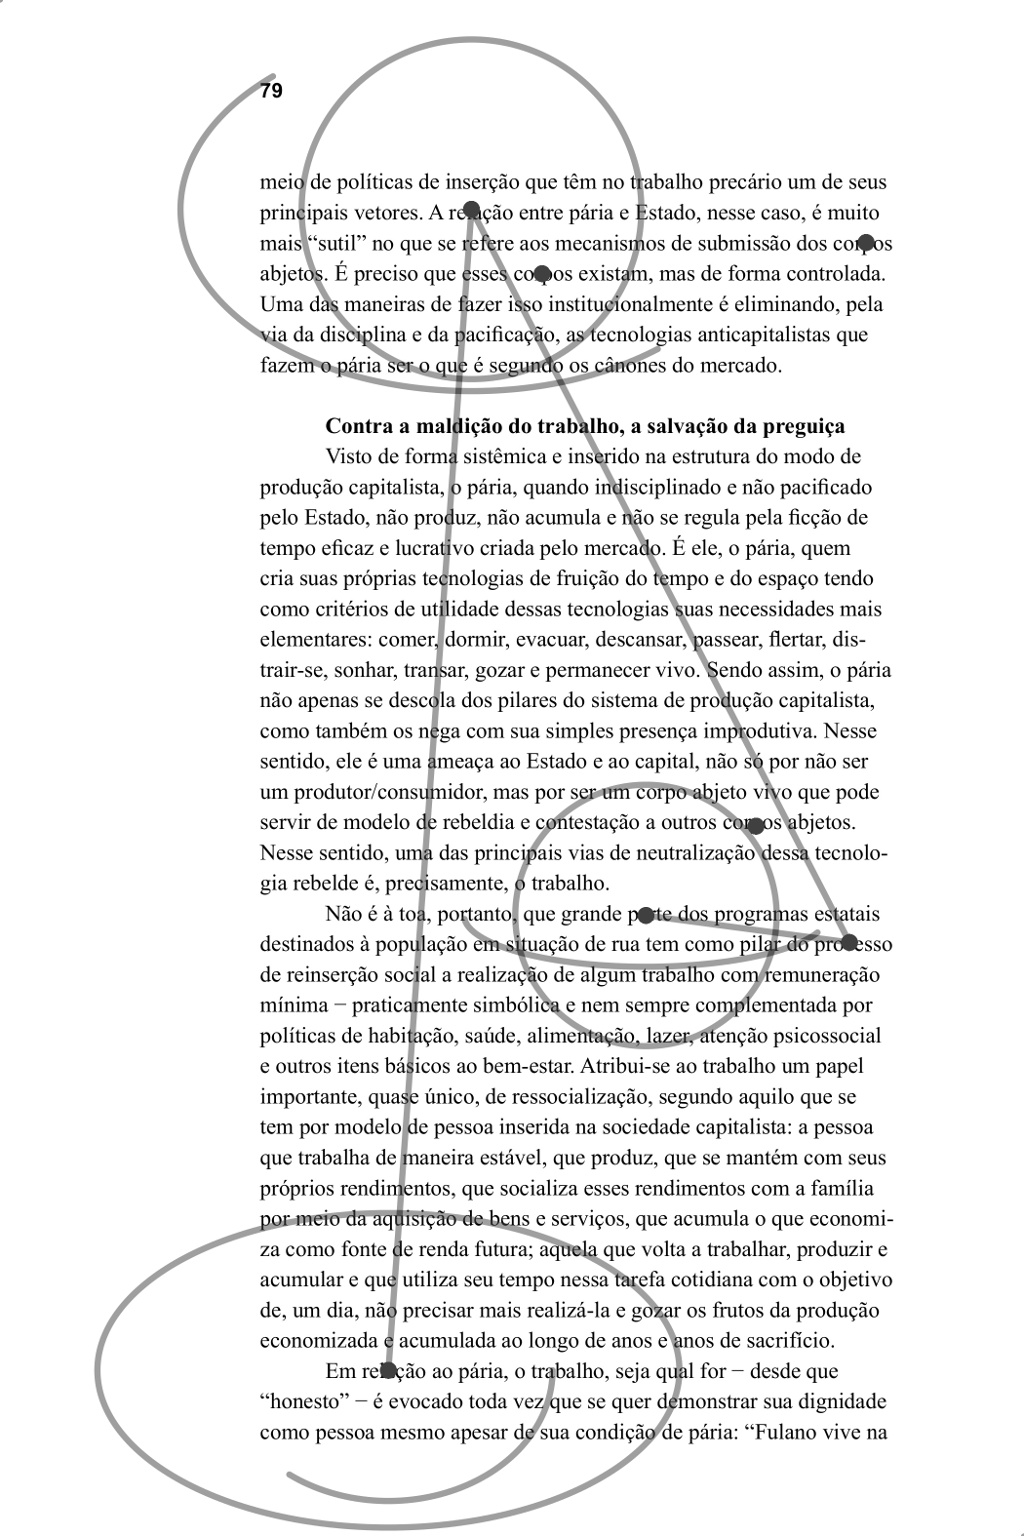 79
meio de políticas de inserção que têm no trabalho precário um de seus
principais vetores. A relação entre pária e Estado, nesse caso, é muito
mais “sutil” no que se refere aos mecanismos de submissão dos corpos
abjetos. É preciso que esses corpos existam, mas de forma controlada.
Uma das maneiras de fazer isso institucionalmente é eliminando, pela
via da disciplina e da pacificação, as tecnologias anticapitalistas que
fazem o pária ser o que é segundo os cânones do mercado.
Contra a maldição do trabalho, a salvação da preguiça
Visto de forma sistêmica e inserido na estrutura do modo de
produção capitalista, o pária, quando indisciplinado e não pacificado
pelo Estado, não produz, não acumula e não se regula pela ficção de
tempo eficaz e lucrativo criada pelo mercado. É ele, o pária, quem
cria suas próprias tecnologias de fruição do tempo e do espaço tendo
como critérios de utilidade dessas tecnologias suas necessidades mais
elementares: comer, dormir, evacuar, descansar, passear, flertar, dis-
trair-se, sonhar, transar, gozar e permanecer vivo. Sendo assim, o pária
não apenas se descola dos pilares do sistema de produção capitalista,
como também os nega com sua simples presença improdutiva. Nesse
sentido, ele é uma ameaça ao Estado e ao capital, não só por não ser
um produtor/consumidor, mas por ser um corpo abjeto vivo que pode
servir de modelo de rebeldia e contestação a outros corpos abjetos.
Nesse sentido, uma das principais vias de neutralização dessa tecnolo-
gia rebelde é, precisamente, o trabalho.
Não é à toa, portanto, que grande parte dos programas estatais
destinados à população em situação de rua tem como pilar do processo
de reinserção social a realização de algum trabalho com remuneração
mínima − praticamente simbólica e nem sempre complementada por
políticas de habitação, saúde, alimentação, lazer, atenção psicossocial
e outros itens básicos ao bem-estar. Atribui-se ao trabalho um papel
importante, quase único, de ressocialização, segundo aquilo que se
tem por modelo de pessoa inserida na sociedade capitalista: a pessoa
que trabalha de maneira estável, que produz, que se mantém com seus
próprios rendimentos, que socializa esses rendimentos com a família
por meio da aquisição de bens e serviços, que acumula o que economi-
za como fonte de renda futura; aquela que volta a trabalhar, produzir e
acumular e que utiliza seu tempo nessa tarefa cotidiana com o objetivo
de, um dia, não precisar mais realizá-la e gozar os frutos da produção
economizada e acumulada ao longo de anos e anos de sacrifício.
Em relação ao pária, o trabalho, seja qual for − desde que
“honesto” − é evocado toda vez que se quer demonstrar sua dignidade
como pessoa mesmo apesar de sua condição de pária: “Fulano vive na